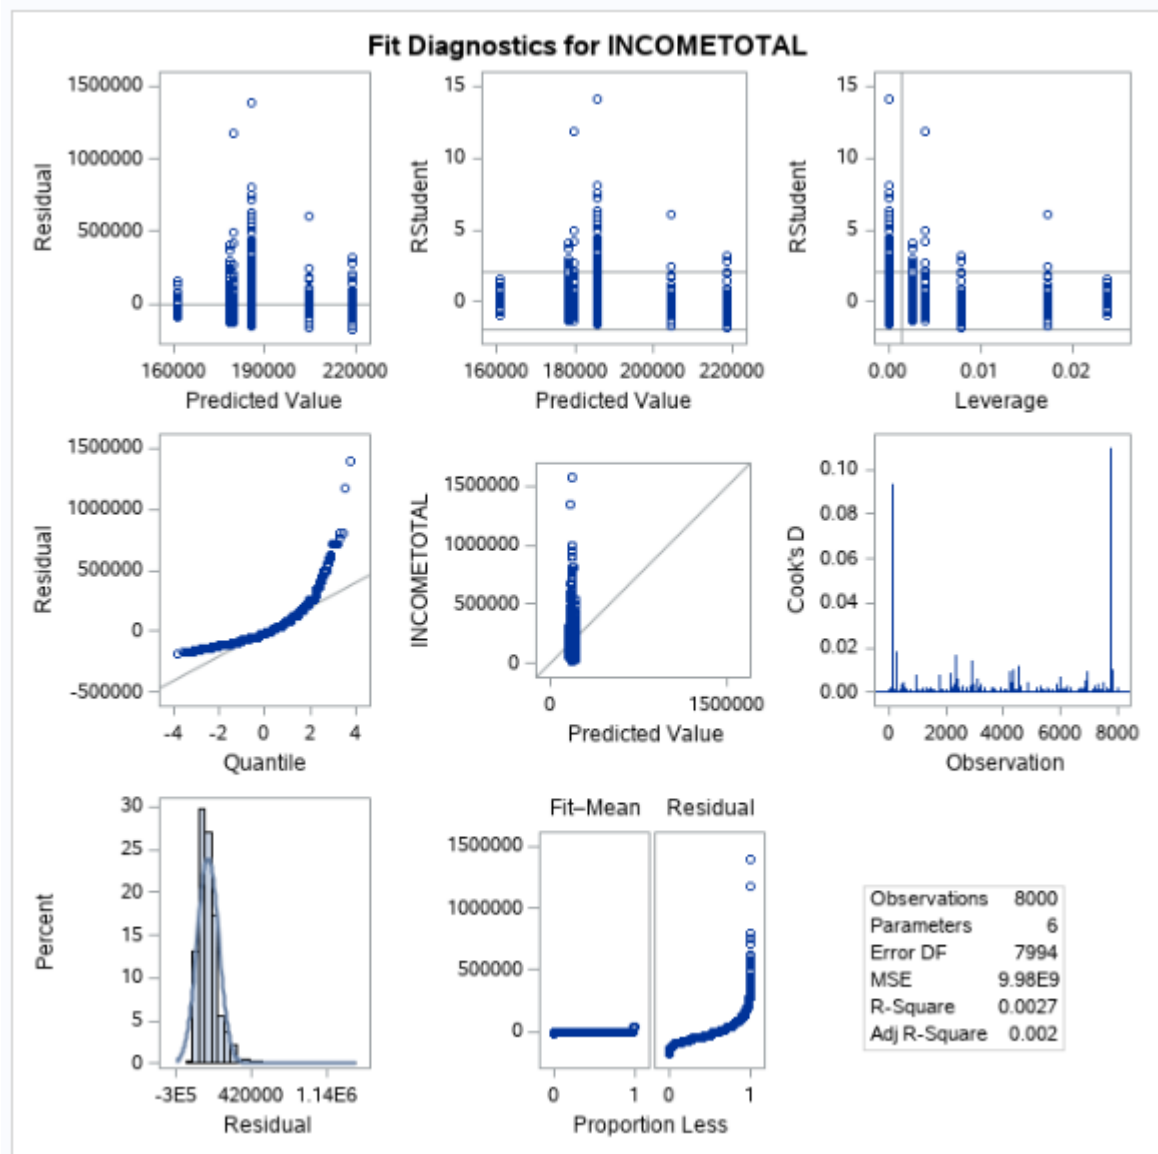 Fit Diagnostics for INCOMETOTAL
1500000
1000000
500000
0
Residual
160000 190000 220000
Predicted Value
15
10
5
0
RStudent
160000 180000 200000 220000
Predicted Value
15
10
5
0
RStudent
0.00 0.01 0.02
Leverage
1500000
1000000
500000
0
-500000
Residual
-4 -2 0 2 4
Quantile
1500000
1000000
500000
0
INCOMETOTAL
0 1500000
Predicted Value
0.10
0.08
0.06
0.04
0.02
0.00
Cook's D
0 2000 4000 6000 8000
Observation
30
25
20
15
10
5
0
Percent
-3E5 420000 1.14E6
Residual
Fit–Mean Residual
1500000
1000000
500000
0
0 1 0 1
Proportion Less
Observations 8000
Parameters 6
Error DF 7994
MSE 9.98E9
R-Square 0.0027
Adj R-Square 0.002